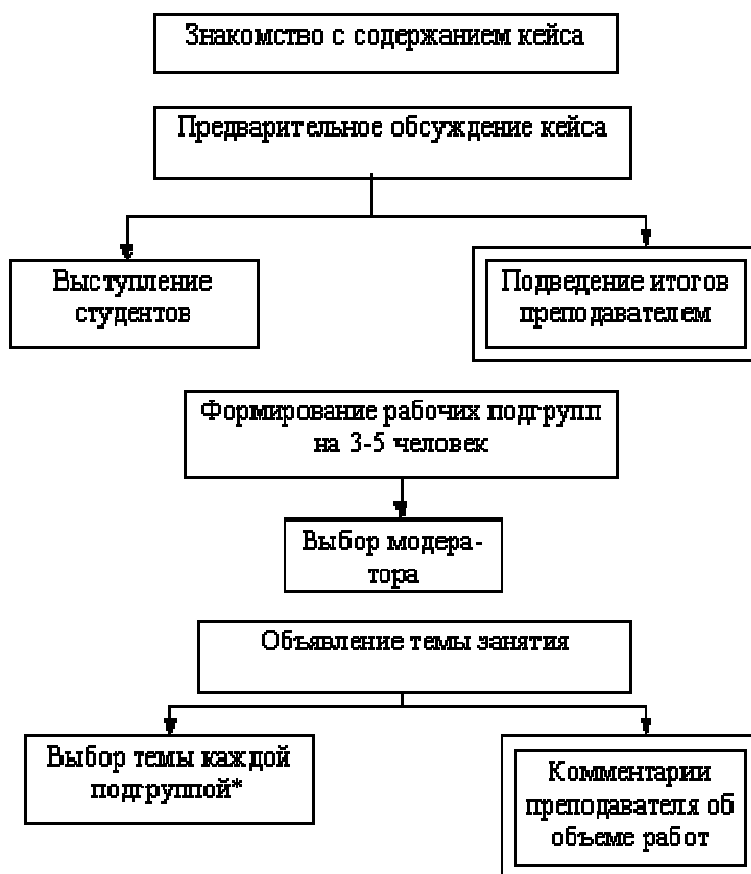 Знакомство с содержанием кейса
Предварительное обсуждение кейса
Выступление
студентов
Подведение итогов
преподавателем
Формирование рабочих подгрупп
на 3-5 человек
Выбор модера-
тора
Объявление темы занятия
Выбор темы каждой
подгруппой*
Комментарии
преподавателя об
объеме работ